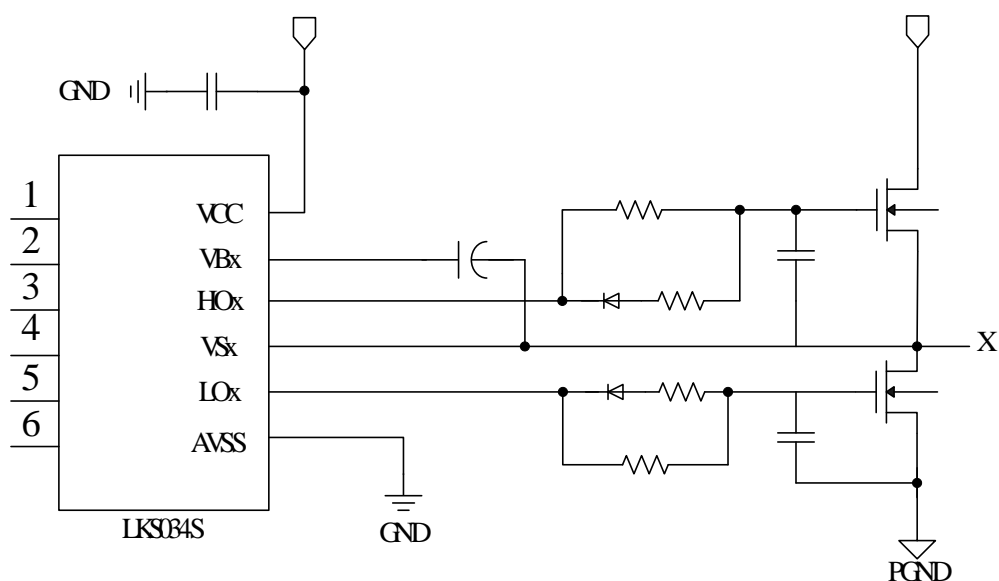 GND
1
VCC
2
VBx
3
HOx
4
VSx
X
5
LOx
6
AVSS
LKS034S
GND
PGND